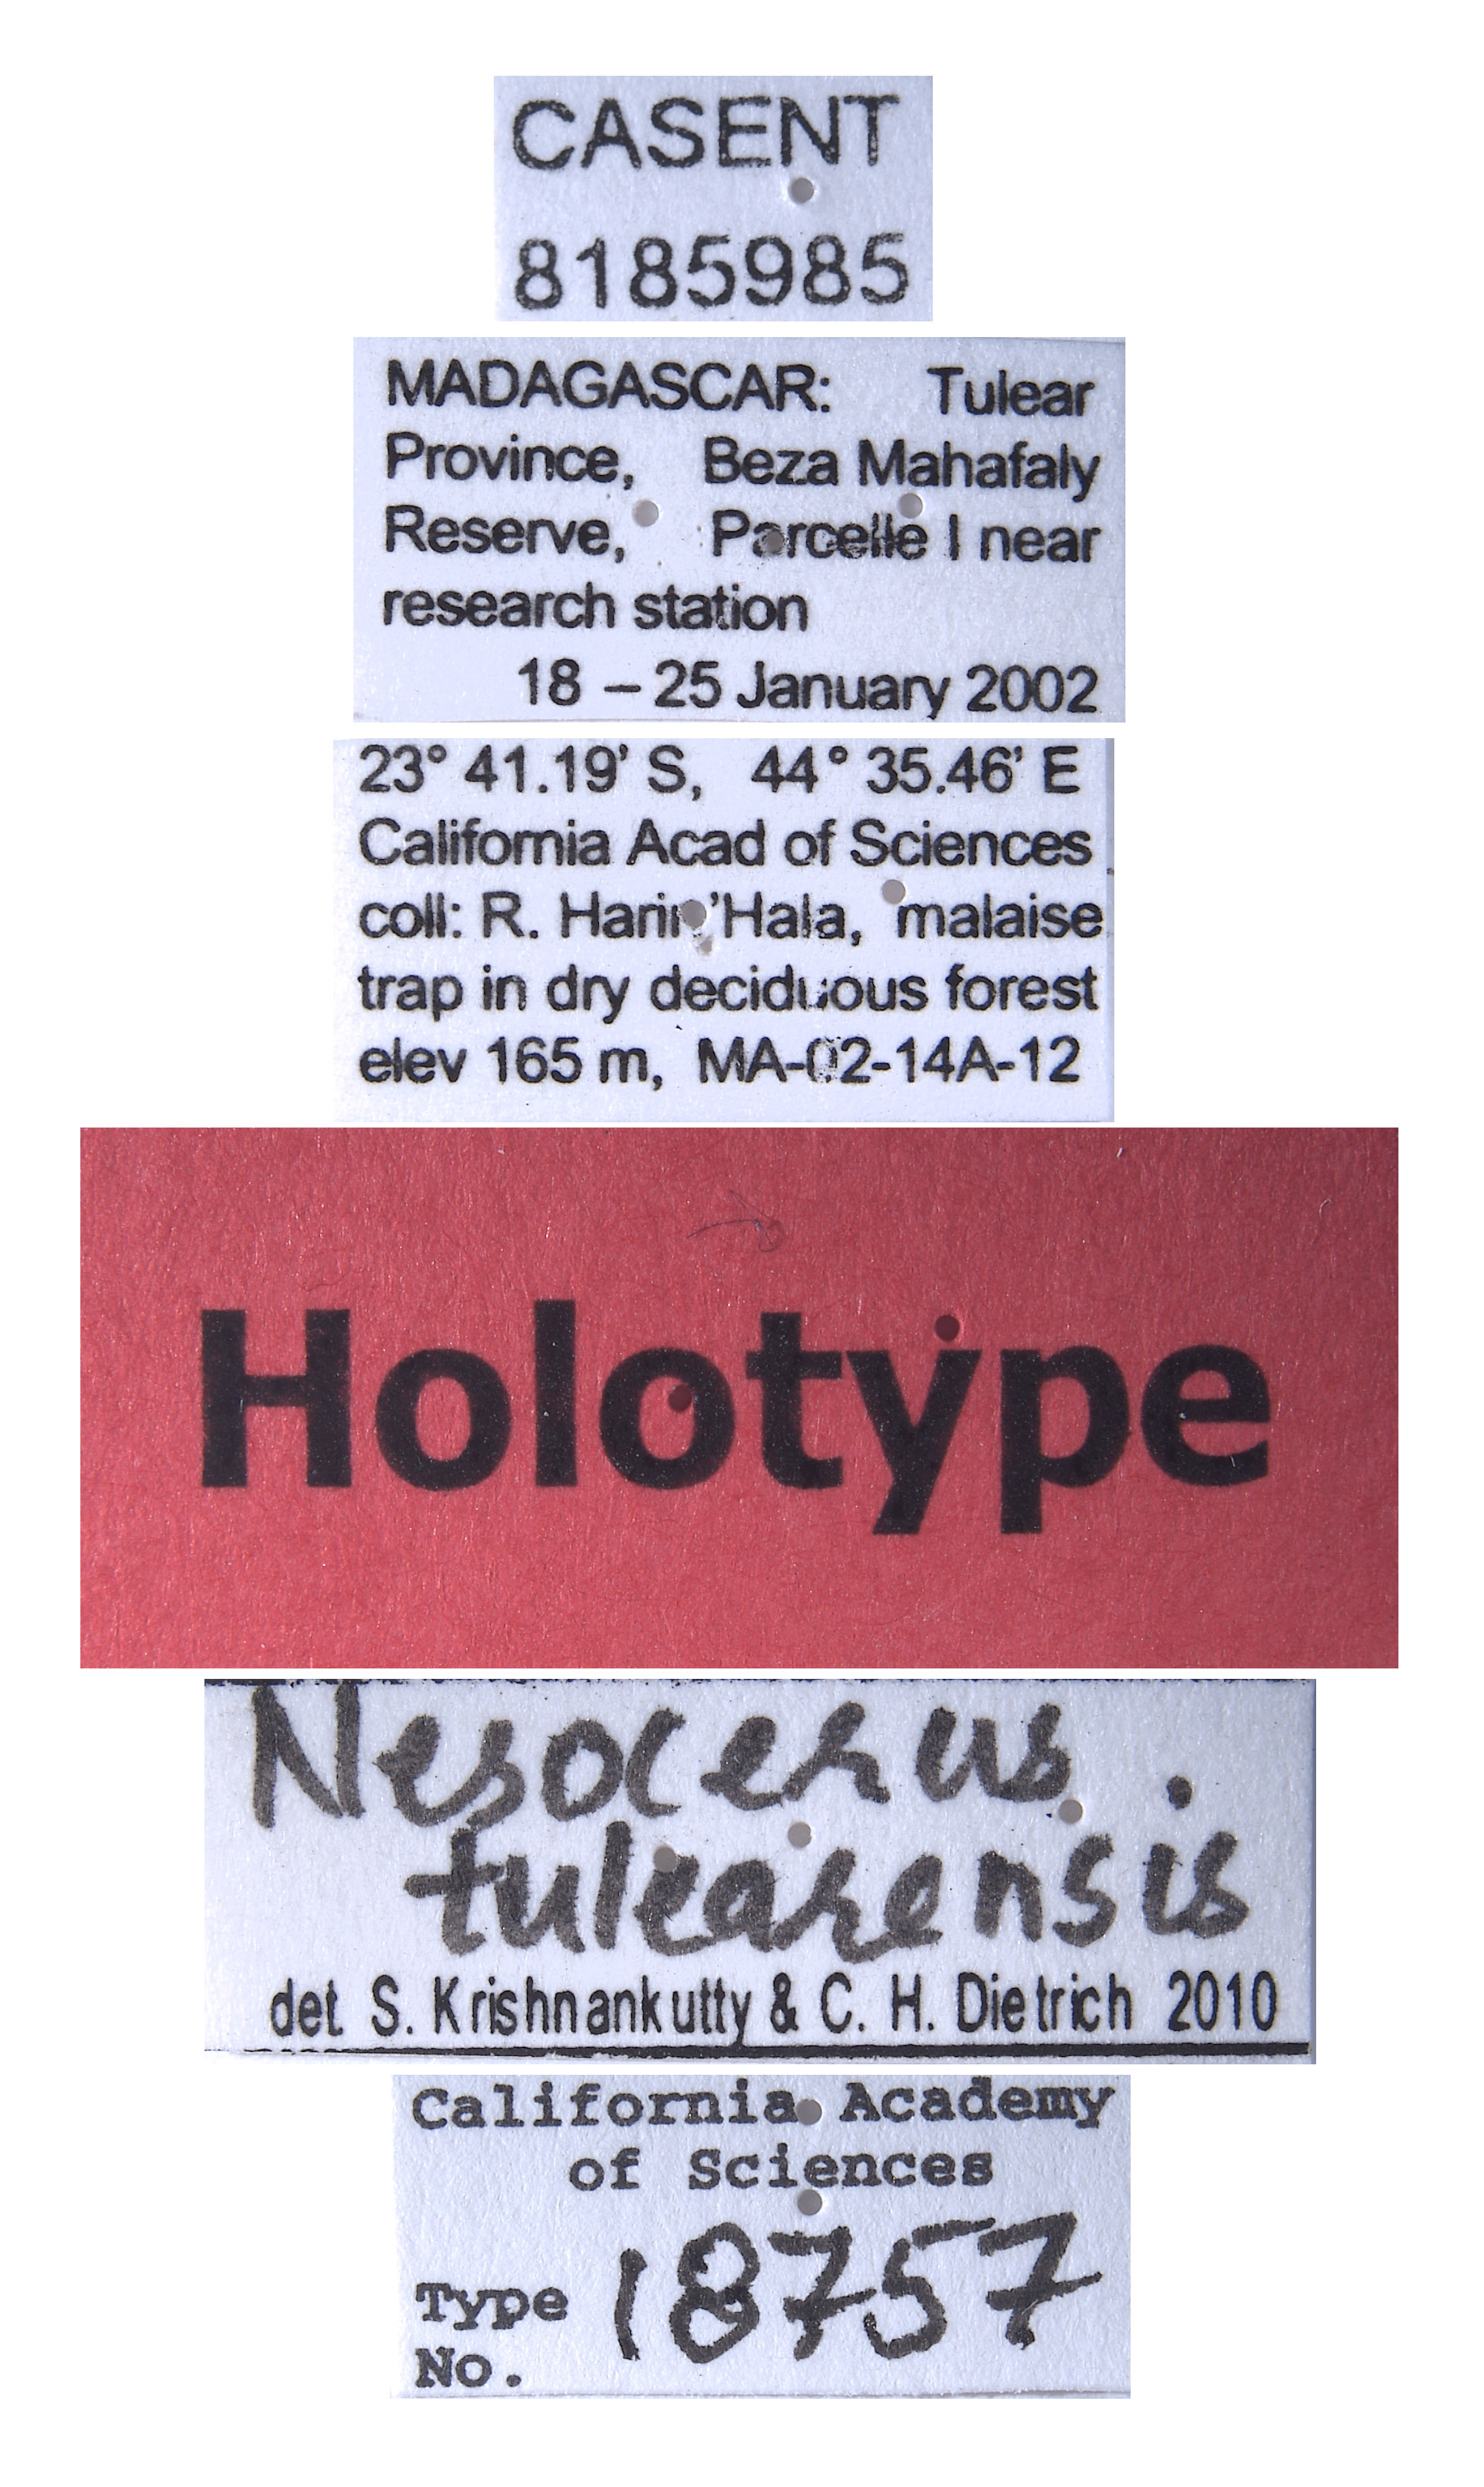 CASENT
8185985
MADAGASCAR: Tulear
Province, Beza Mahafaly
Reserve, Parcelle I near
research station
18 – 25 January 2002
23° 41.19' S, 44° 35.46' E
California Acad of Sciences
coll: R. Harin'Hala, malaise
trap in dry deciduous forest
elev 165 m, MA-02-14A-12
Holotype
Nesocerus.
tulearensis
det. S. Krishnankutty & C. H. Dietrich 2010
California Academy
of Sciences
Type 18757
No.